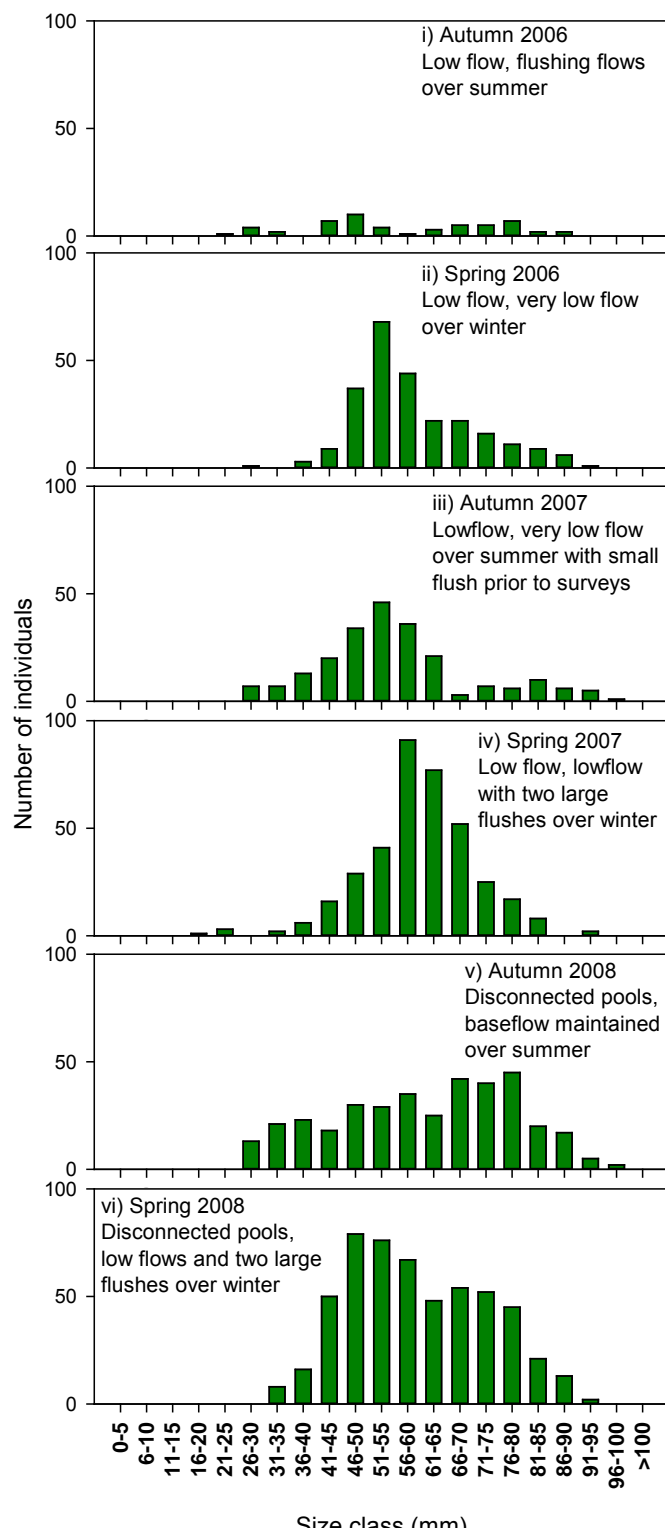 100
50
0
i) Autumn 2006
Low flow, flushing flows
over summer
100
50
0
ii) Spring 2006
Low flow, very low flow
over winter
100
50
0
iii) Autumn 2007
Lowflow, very low flow
over summer with small
flush prior to surveys
Number of individuals
100
50
0
iv) Spring 2007
Low flow, lowflow
with two large
flushes over winter
100
50
0
v) Autumn 2008
Disconnected pools,
baseflow maintained
over summer
100
50
0
vi) Spring 2008
Disconnected pools,
low flows and two large
flushes over winter
0-5
6-10
11-15
16-20
21-25
26-30
31-35
36-40
41-45
46-50
51-55
56-60
61-65
66-70
71-75
76-80
81-85
86-90
91-95
96-100
>100
Size class (mm)